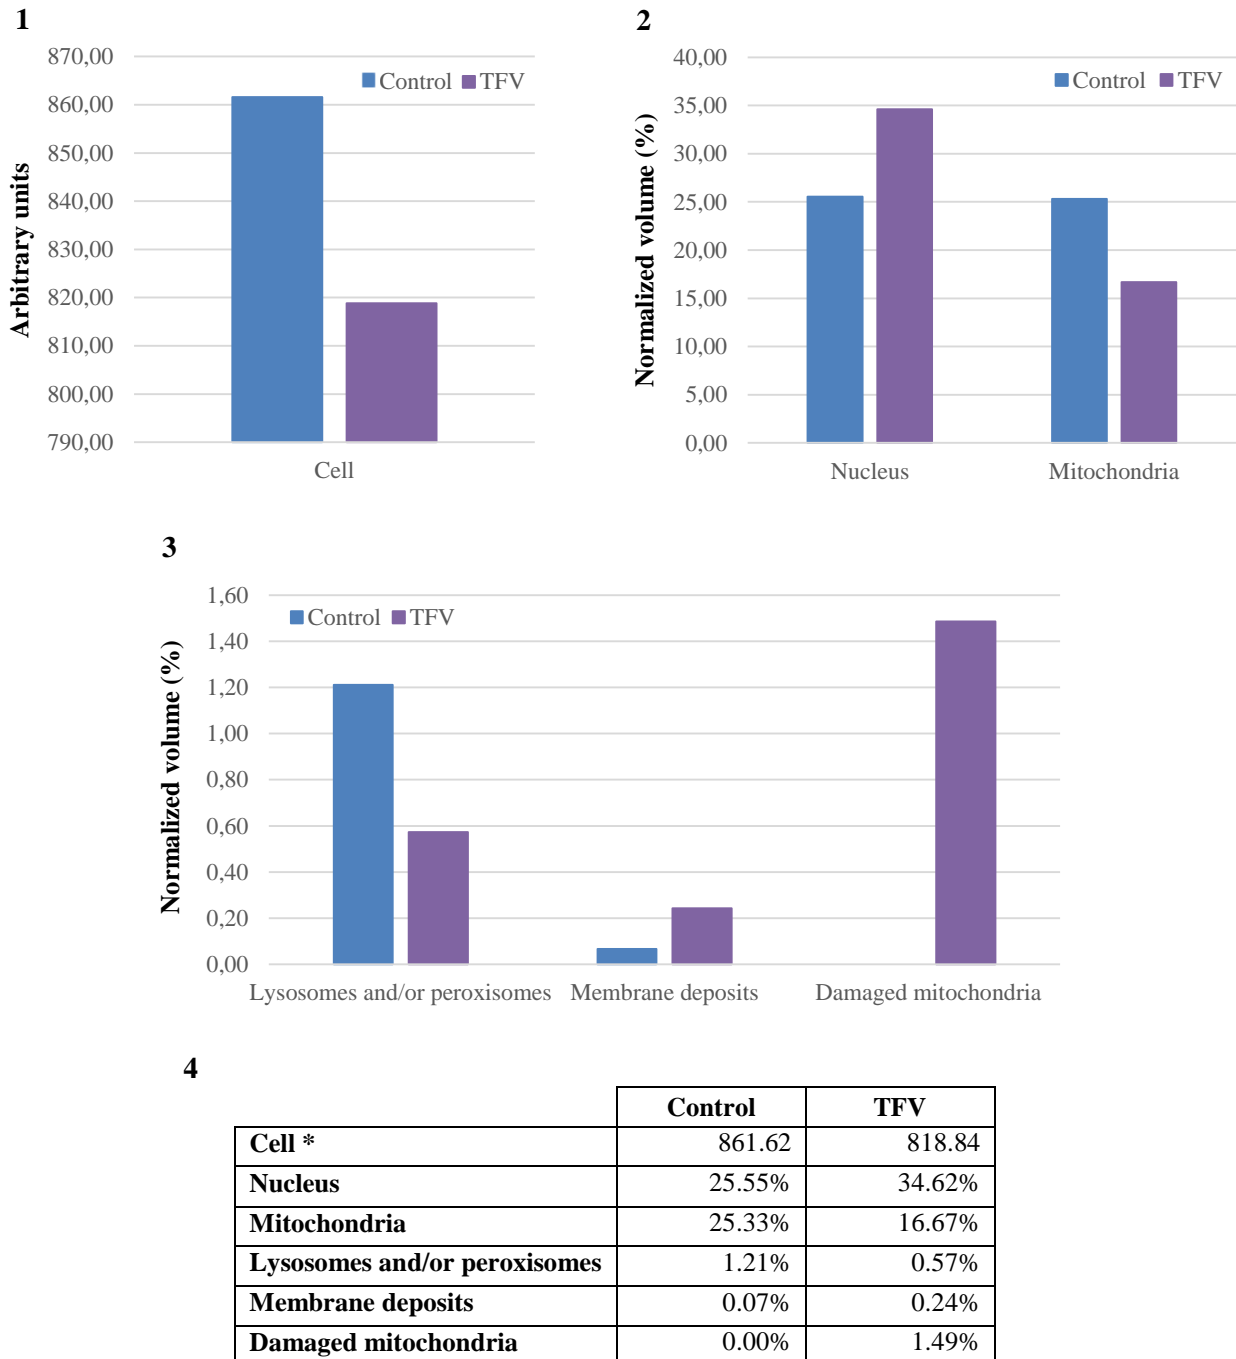 1
870,00
860,00
850,00
840,00
830,00
820,00
810,00
800,00
790,00
Arbitrary units
Control TFV
Cell
2
40,00
35,00
30,00
25,00
20,00
15,00
10,00
5,00
0,00
Normalized volume (%)
Control TFV
Nucleus Mitochondria
3
1,60
1,40
1,20
1,00
0,80
0,60
0,40
0,20
0,00
Normalized volume (%)
Control TFV
Lysosomes and/or peroxisomes Membrane deposits Damaged mitochondria
4
Control TFV
Cell * 861.62 818.84
Nucleus 25.55% 34.62%
Mitochondria 25.33% 16.67%
Lysosomes and/or peroxisomes 1.21% 0.57%
Membrane deposits 0.07% 0.24%
Damaged mitochondria 0.00% 1.49%